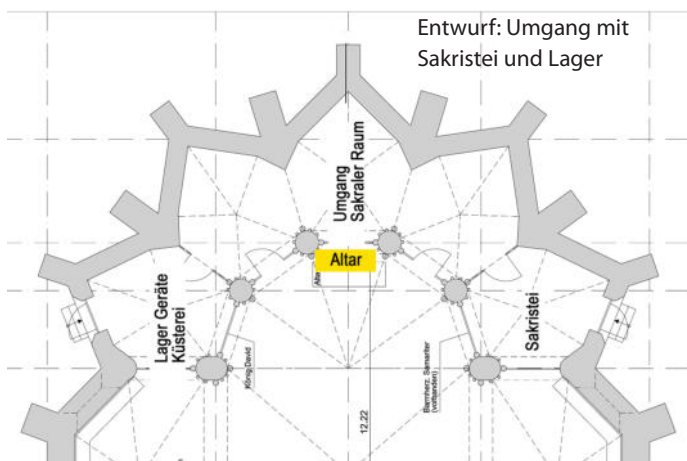 Entwurf: Umgang mit
Sakristei und Lager
Umgang
Sakraler Raum
Altar
Lager Geräte
Küsterei
König David
Barmherz. Samariter
(vorhanden)
Sakristei
12.22